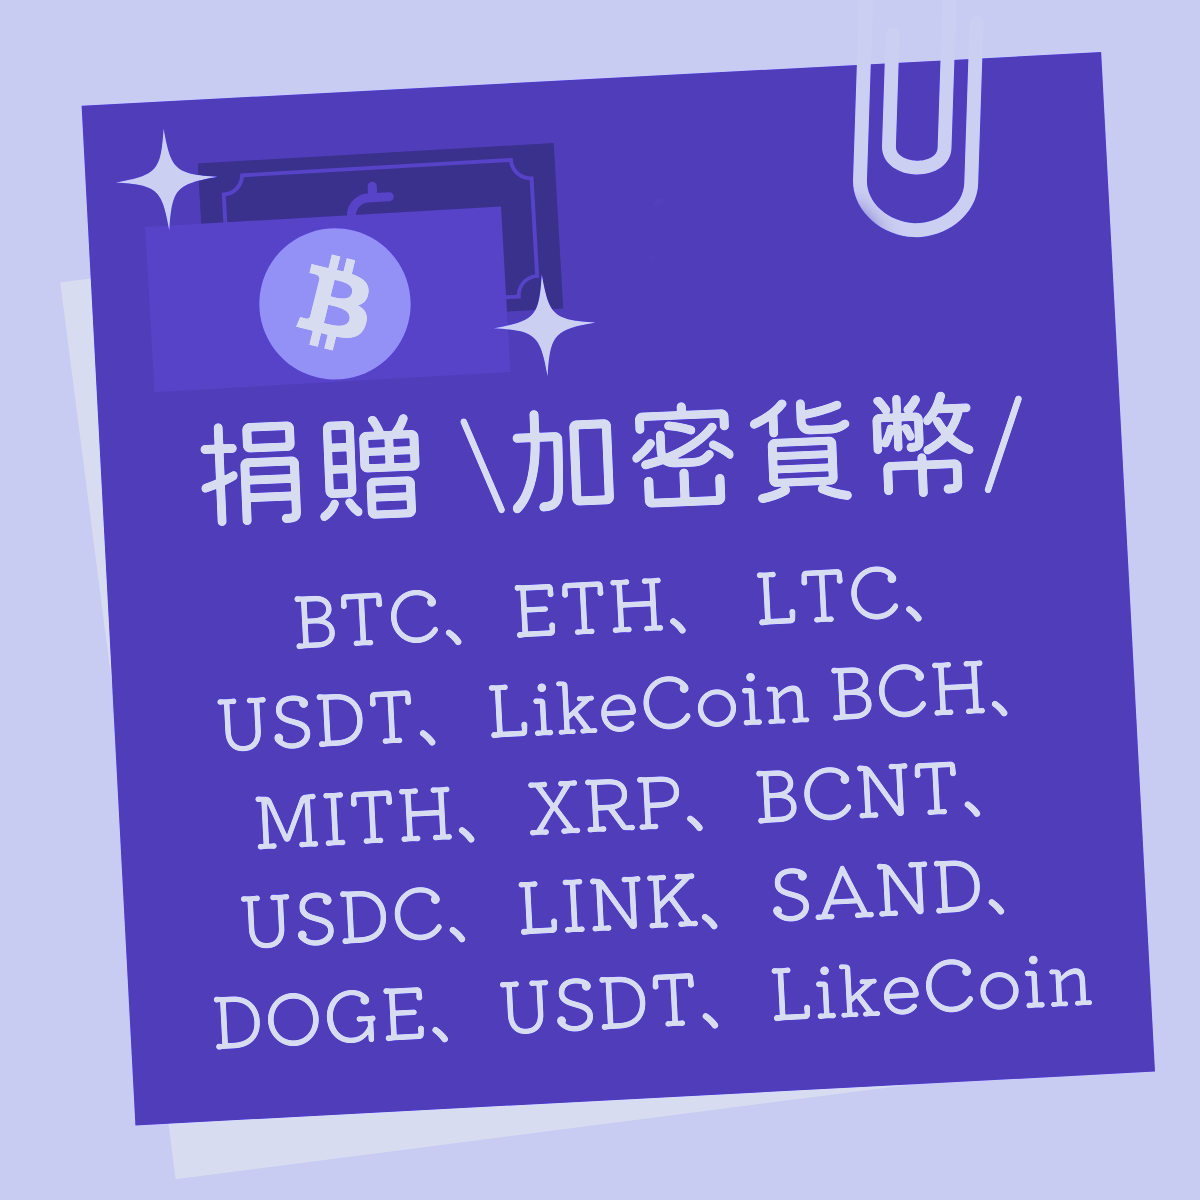 捐贈 \加密貨幣/
BTC、ETH、 LTC、
USDT、LikeCoin BCH、
MITH、XRP、BCNT、
USDC、LINK、SAND、
DOGE、USDT、LikeCoin